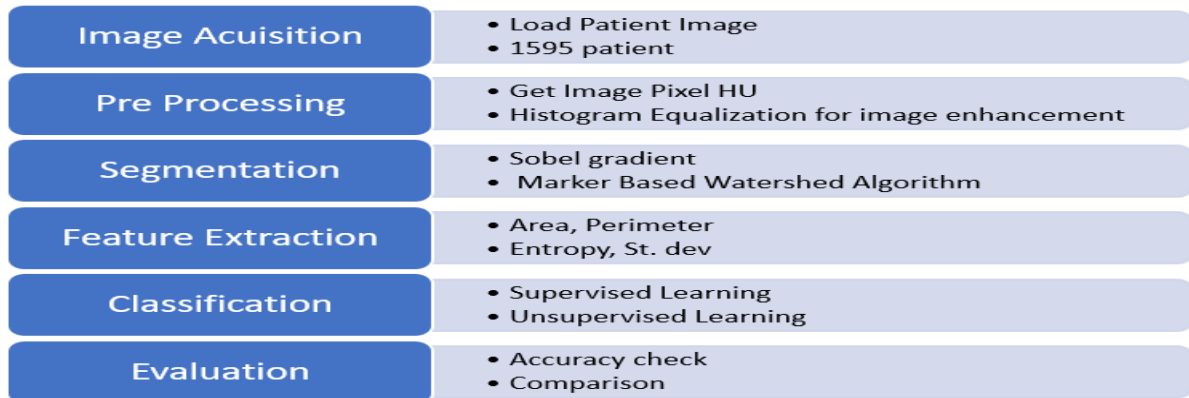 Image Acuisition
• Load Patient Image
• 1595 patient
Pre Processing
• Get Image Pixel HU
• Histogram Equalization for image enhancement
Segmentation
• Sobel gradient
• Marker Based Watershed Algorithm
Feature Extraction
• Area, Perimeter
• Entropy, St. dev
Classification
• Supervised Learning
• Unsupervised Learning
Evaluation
• Accuracy check
• Comparison